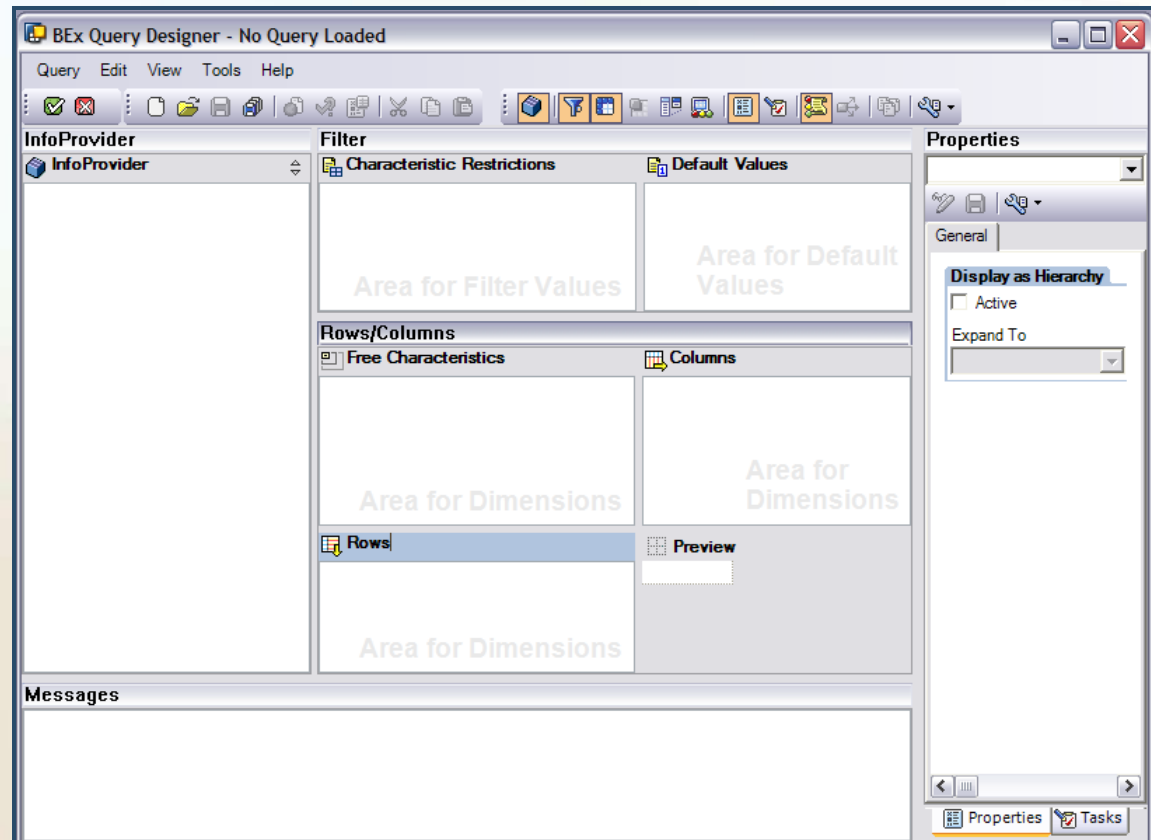 BEx Query Designer - No Query Loaded
Query Edit View Tools Help
InfoProvider
InfoProvider
Filter
Characteristic Restrictions
Default Values
Area for Filter Values
Area for Default
Values
Rows/Columns
Free Characteristics
Columns
Area for Dimensions
Area for
Dimensions
Rows
Preview
Area for Dimensions
Properties
General
Display as Hierarchy
Active
Expand To
Messages
Properties
Tasks